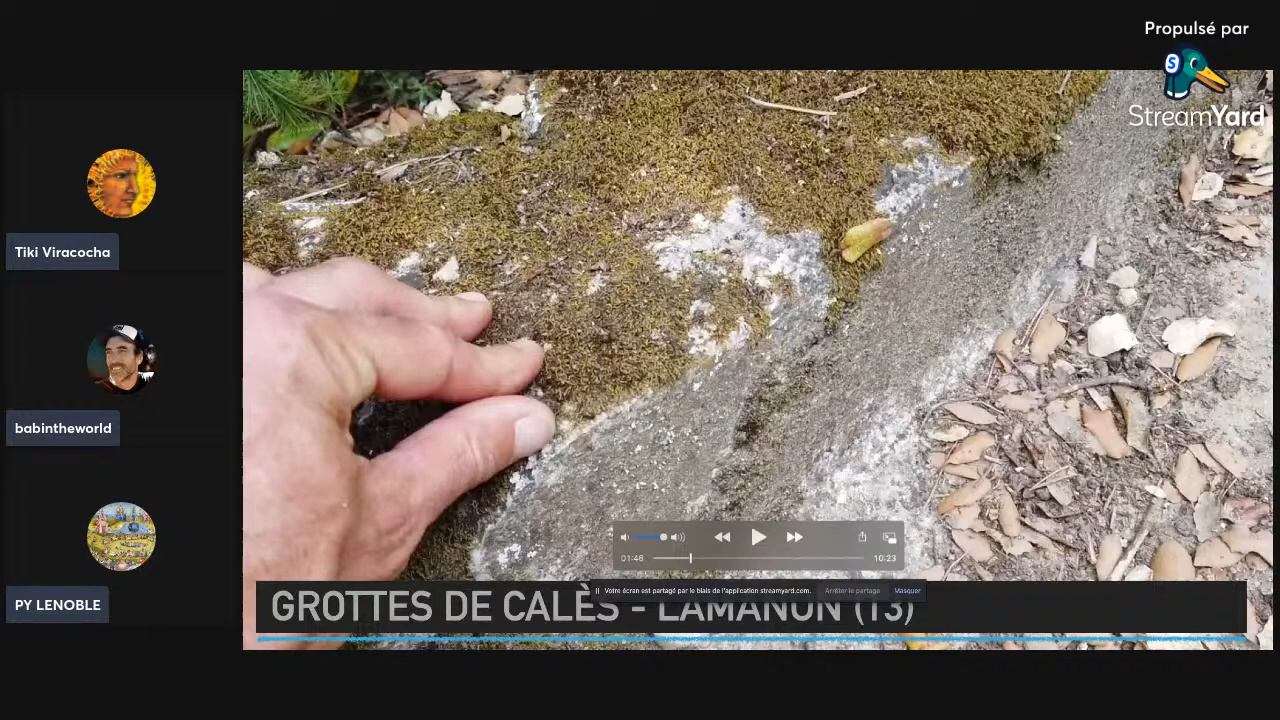 Propulsé par
StreamYard
Tiki Viracocha
babintheworld
PY LENOBLE
01:46
10:23
Votre écran est partagé par le biais de l'application streamyard.com.
Arrêter le partage
Masquer
GROTTES DE CALÈS - LAMANON (13)